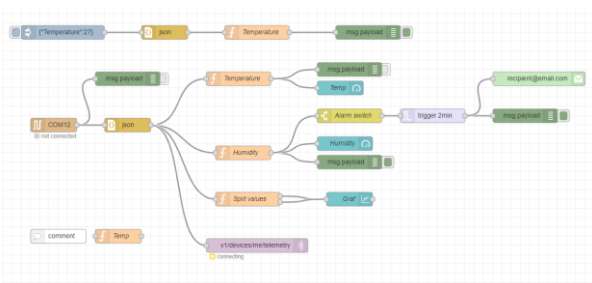 {"Temperature":27}
json
Temperature
msg.payload
msg.payload
Temperature
msg.payload
recipient@email.com
Temp
Alarm switch
trigger 2min
msg.payload
COM12
json
not connected
Humidity
Humidity
msg.payload
Split values
Graf
comment
Temp
v1/devices/me/telemetry
connecting